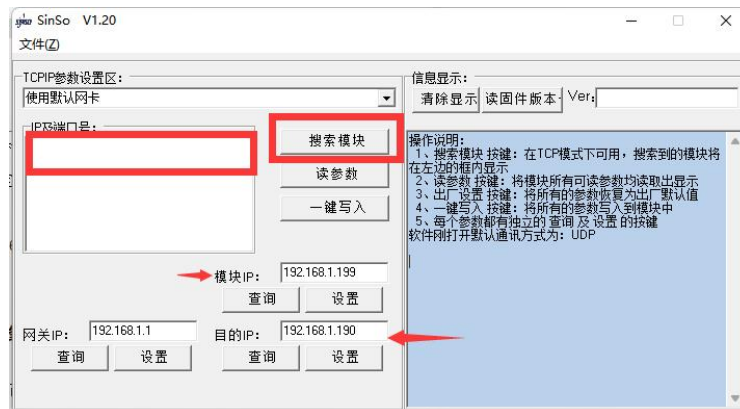 SinSo V1.20
文件(Z)
TCPIP参数设置区：
使用默认网卡
IP及端口号：
搜索模块
读参数
一键写入
模块IP:
192.168.1.199
查询
设置
网关IP:
192.168.1.1
查询
设置
目的IP:
192.168.1.190
查询
设置
信息显示：
清除显示
读固件版本
Ver:
操作说明：
1、搜索模块 按键：在TCP模式下可用，搜索到的模块将
在左边的框内显示
2、读参数 按键：将模块所有可读参数均读取出显示
3、出厂设置 按键：将所有的参数恢复为出厂默认值
4、一键写入 按键：将所有的参数写入到模块中
5、每个参数都有独立的 查询 及 设置 的按键
软件刚打开默认通讯方式为：UDP